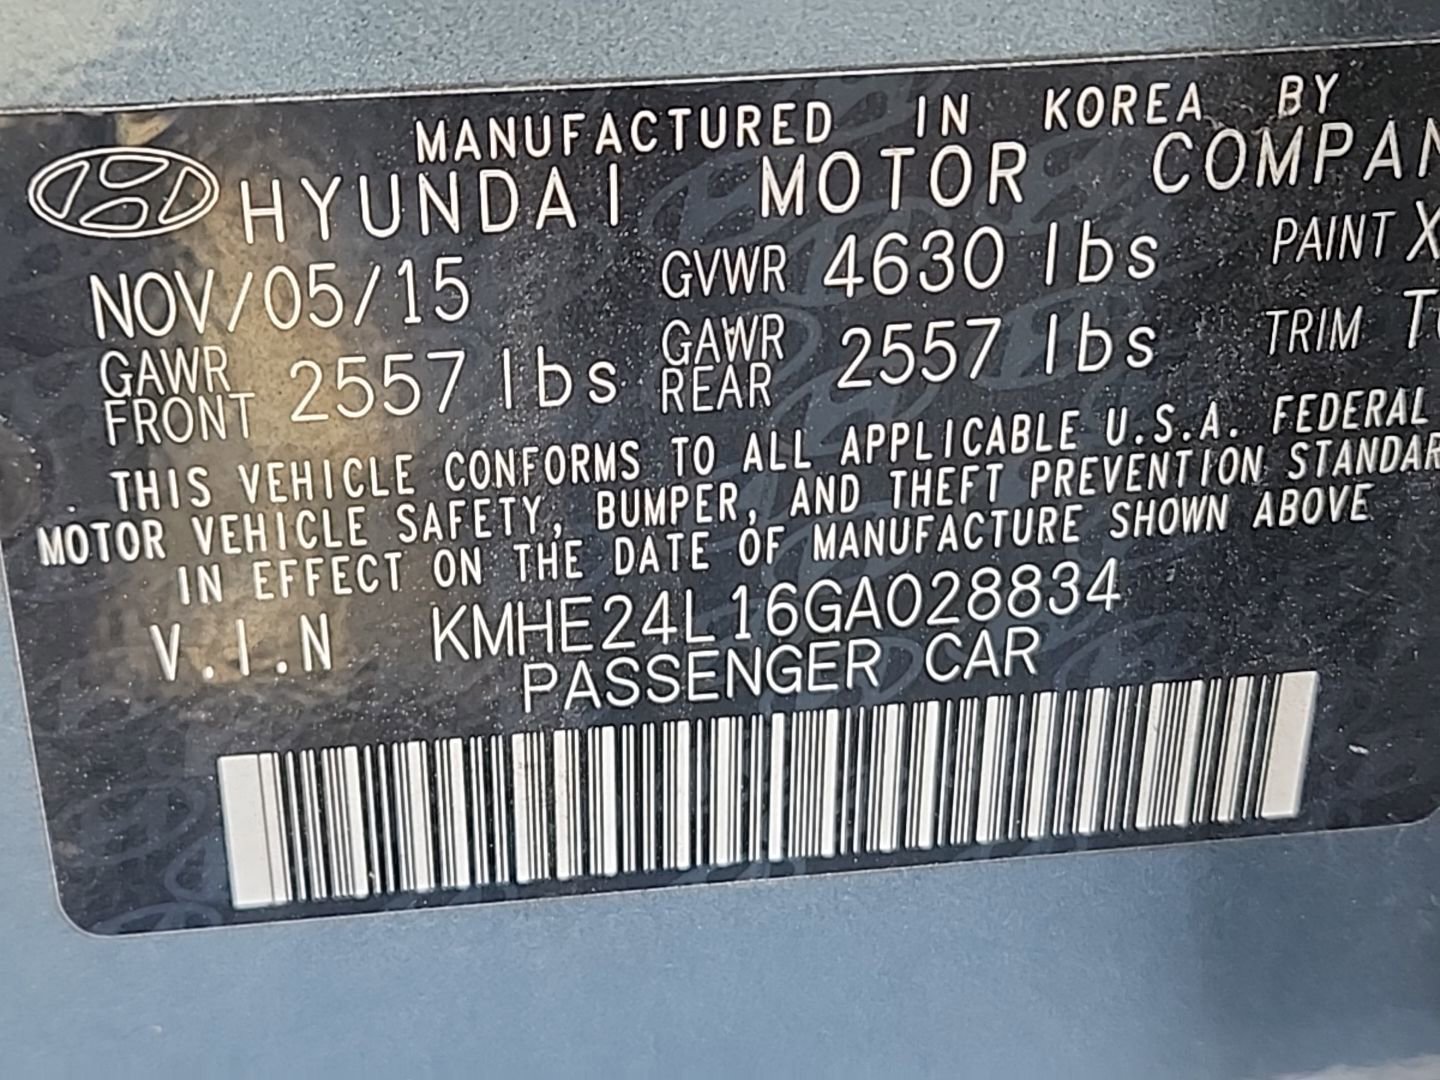 MANUFACTURED IN KOREA BY
HYUNDAI MOTOR COMPAN
NOV/05/15 GVWR 4630 lbs PAINT X
GAWR FRONT 2557 lbs GAWR REAR 2557 lbs TRIM T
THIS VEHICLE CONFORMS TO ALL APPLICABLE U.S.A. FEDERAL
MOTOR VEHICLE SAFETY, BUMPER, AND THEFT PREVENTION STANDAR
IN EFFECT ON THE DATE OF MANUFACTURE SHOWN ABOVE
V.I.N KMHE24L16GA028834
PASSENGER CAR